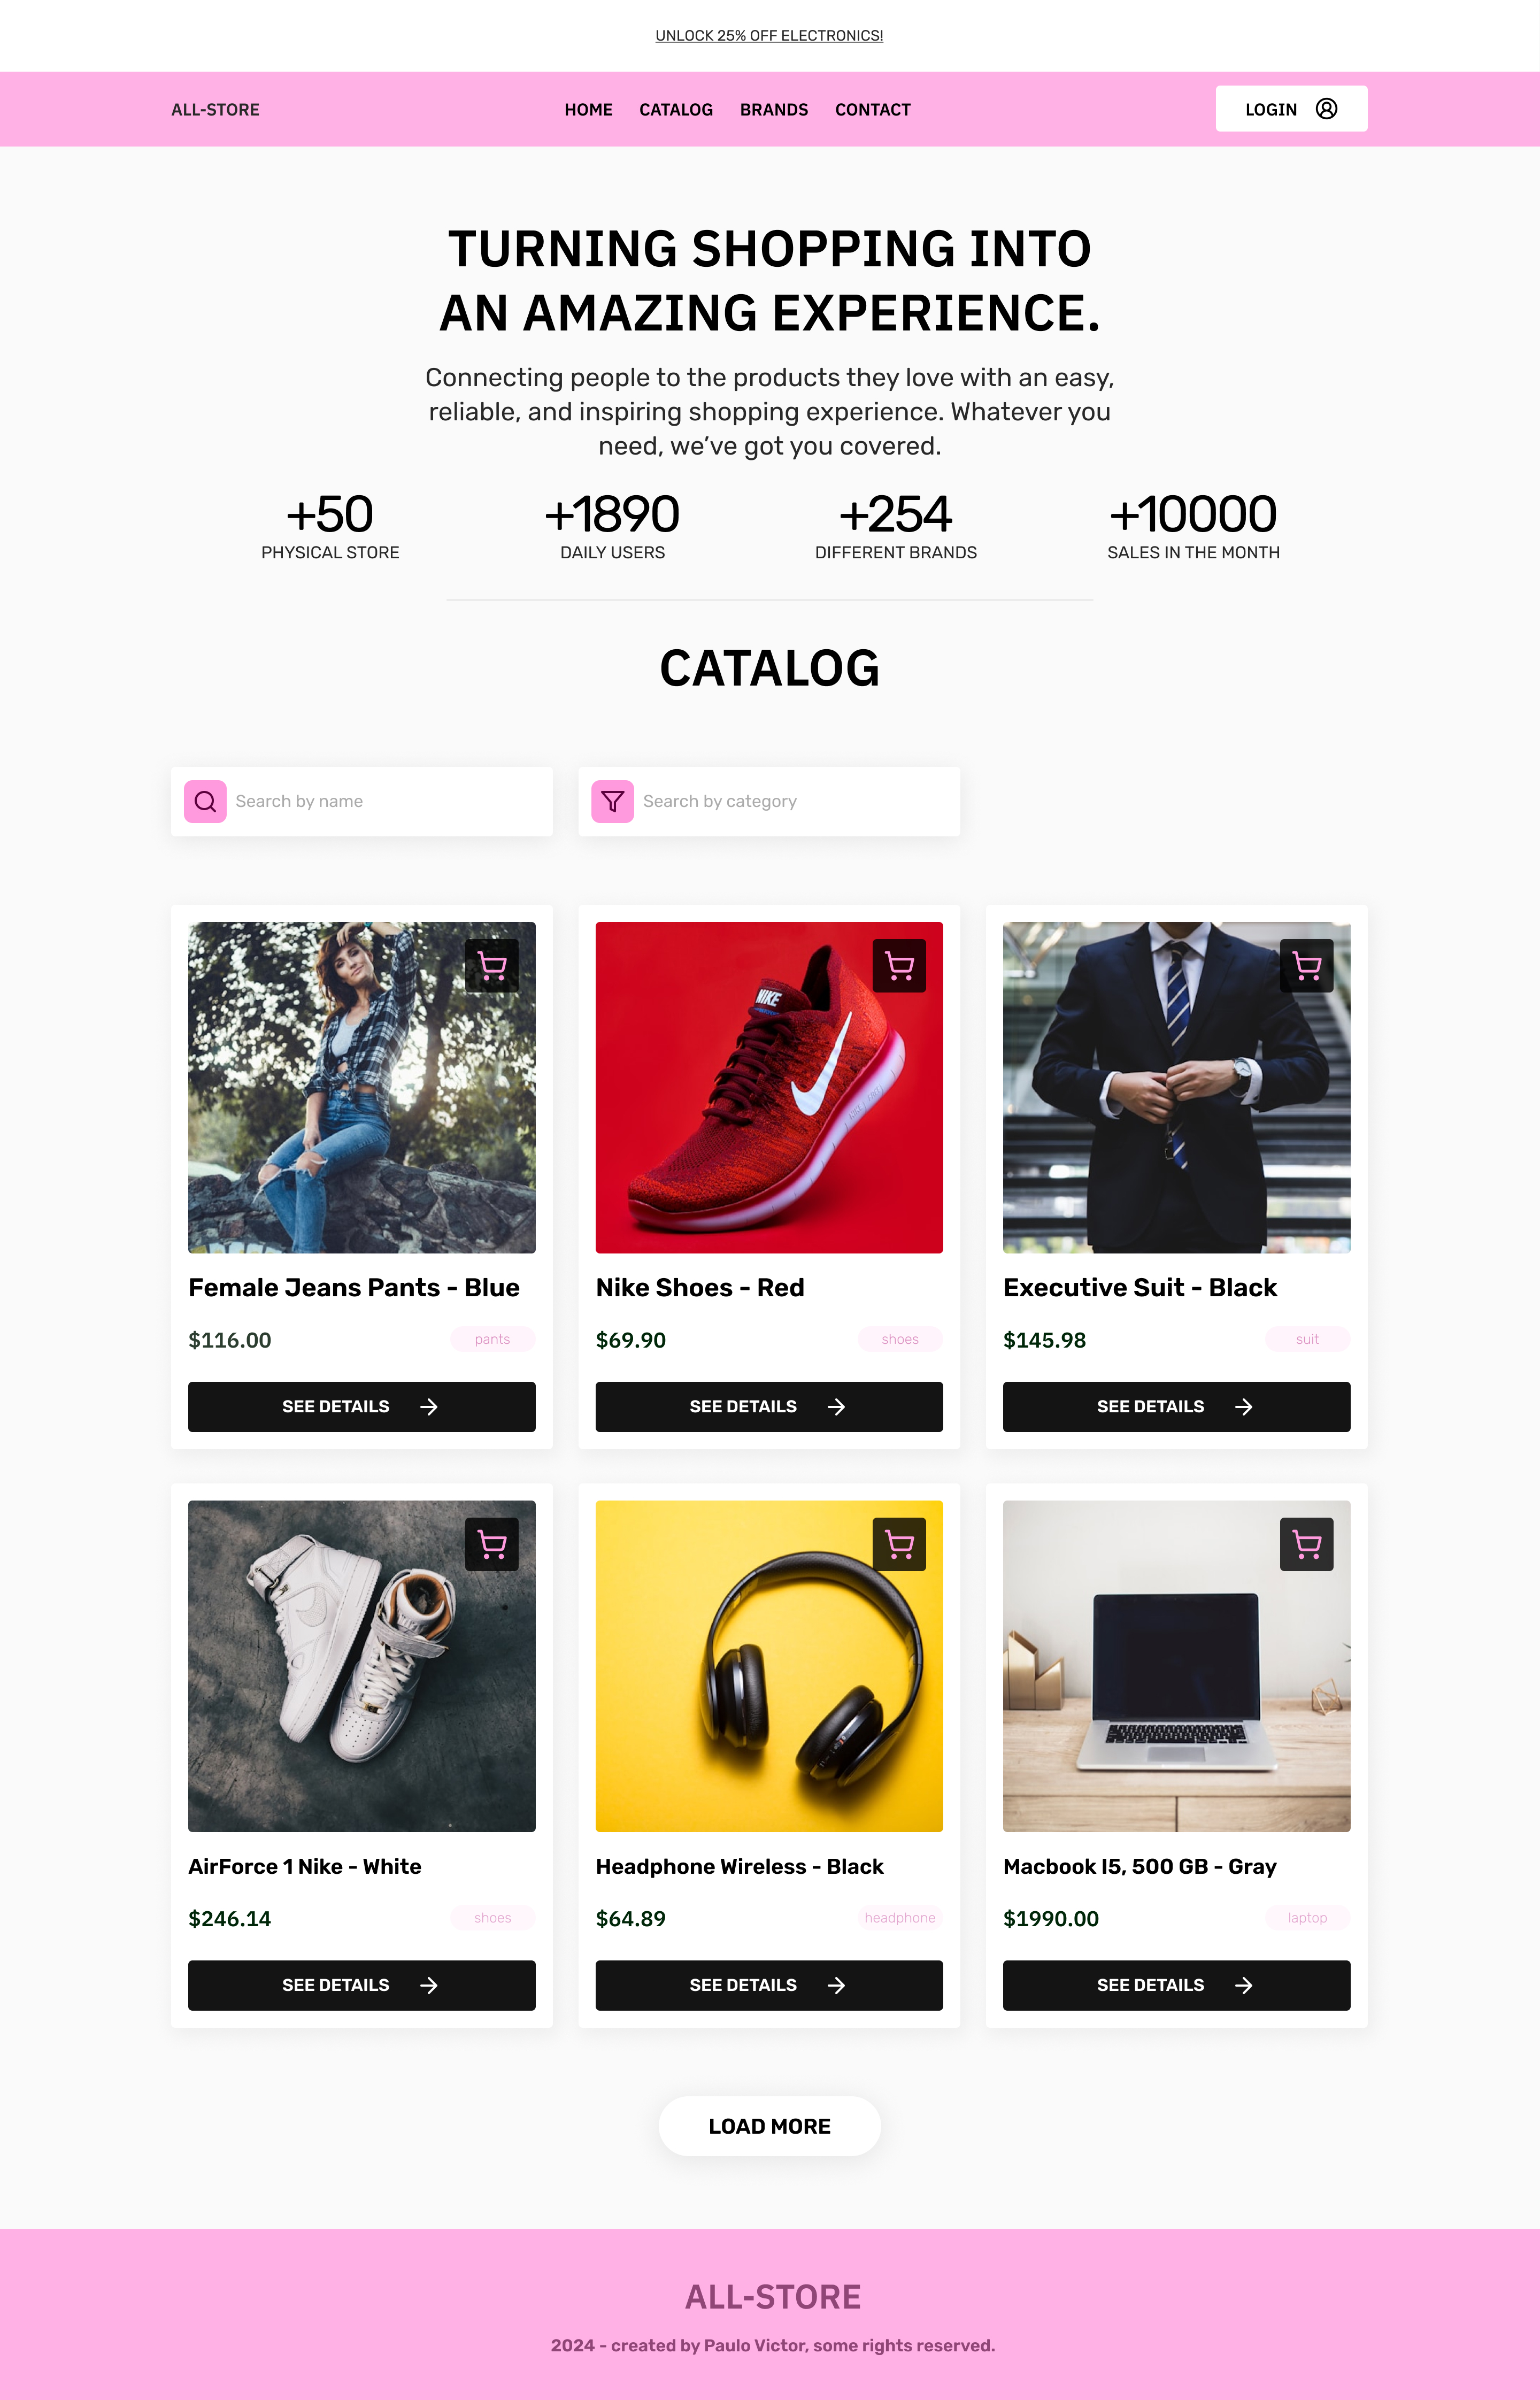 UNLOCK 25% OFF ELECTRONICS!
ALL-STORE
HOME CATALOG BRANDS CONTACT
LOGIN
TURNING SHOPPING INTO
AN AMAZING EXPERIENCE.
Connecting people to the products they love with an easy,
reliable, and inspiring shopping experience. Whatever you
need, we’ve got you covered.
+50
PHYSICAL STORE
+1890
DAILY USERS
+254
DIFFERENT BRANDS
+10000
SALES IN THE MONTH
CATALOG
Search by name
Search by category
Female Jeans Pants - Blue
$116.00
pants
SEE DETAILS
NIKE
Nike Shoes - Red
$69.90
shoes
SEE DETAILS
Executive Suit - Black
$145.98
suit
SEE DETAILS
AirForce 1 Nike - White
$246.14
shoes
SEE DETAILS
Headphone Wireless - Black
$64.89
headphone
SEE DETAILS
Macbook I5, 500 GB - Gray
$1990.00
laptop
SEE DETAILS
LOAD MORE
ALL-STORE
2024 - created by Paulo Victor, some rights reserved.